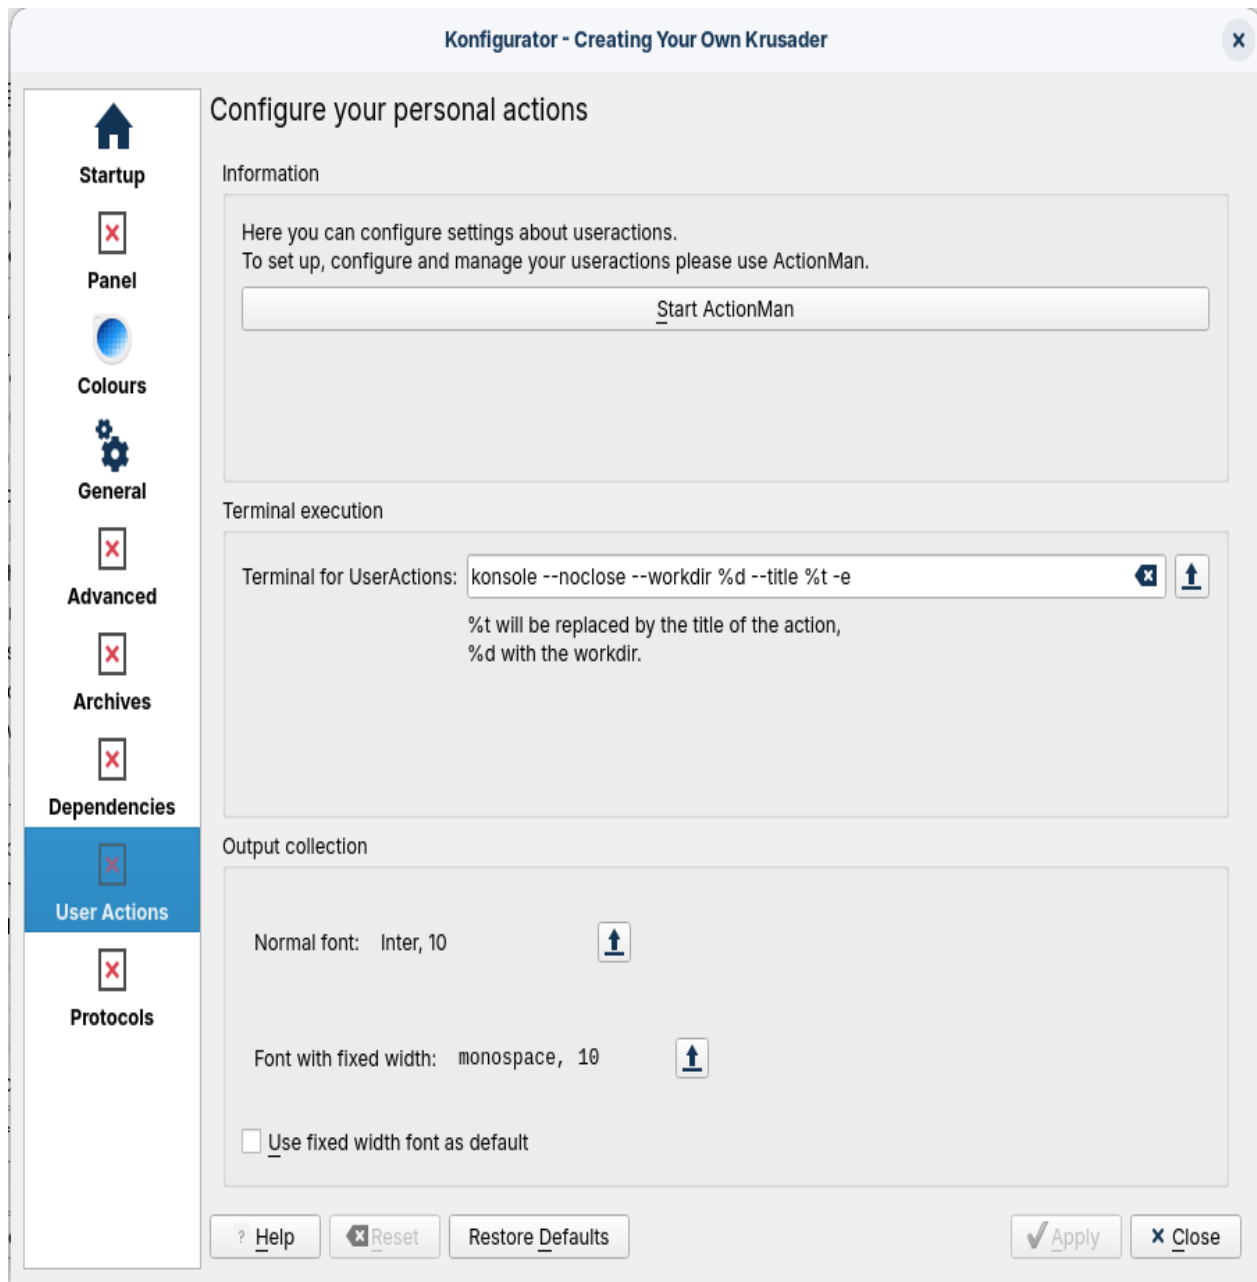 Konfigurator - Creating Your Own Krusader
Startup
Panel
Colours
General
Advanced
Archives
Dependencies
User Actions
Protocols
Configure your personal actions
Information
Here you can configure settings about useractions.
To set up, configure and manage your useractions please use ActionMan.
Start ActionMan
Terminal execution
Terminal for UserActions: konsole --noclose --workdir %d --title %t -e
%t will be replaced by the title of the action,
%d with the workdir.
Output collection
Normal font: Inter, 10
Font with fixed width: monospace, 10
Use fixed width font as default
? Help Reset Restore Defaults Apply Close